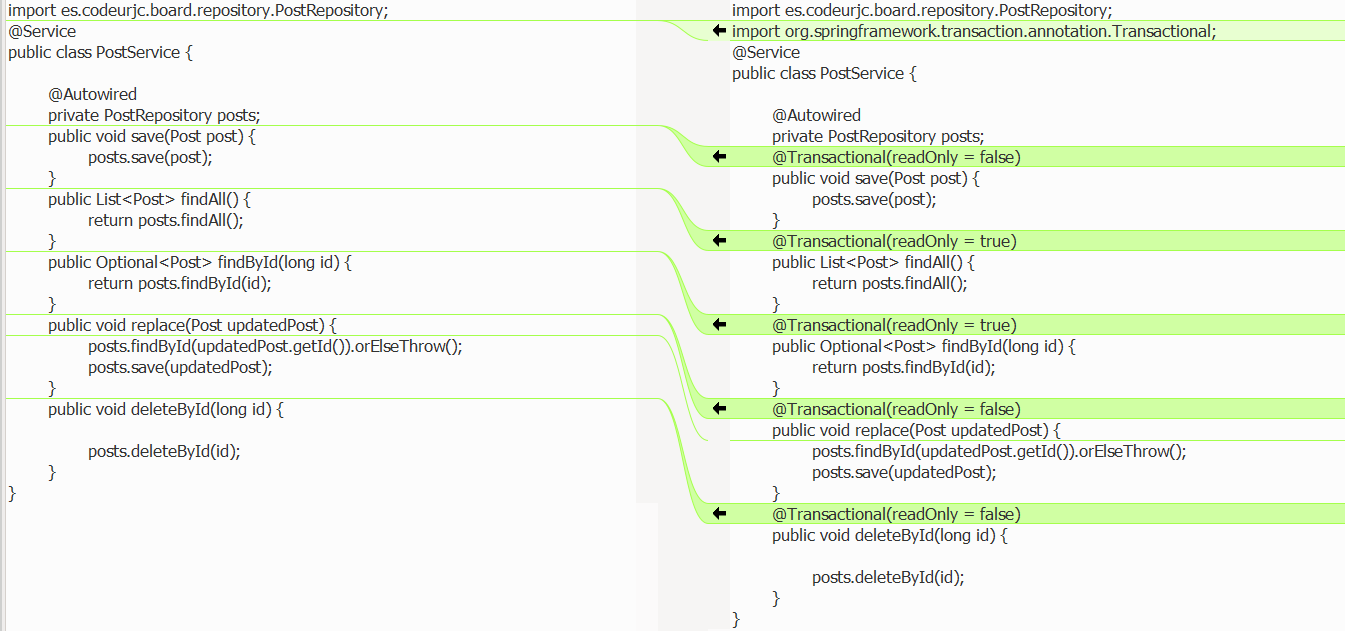 import es.codeurjc.board.repository.PostRepository;
@Service
public class PostService {
@Autowired
private PostRepository posts;
public void save(Post post) {
posts.save(post);
}
public List<Post> findAll() {
return posts.findAll();
}
public Optional<Post> findById(long id) {
return posts.findById(id);
}
public void replace(Post updatedPost) {
posts.findById(updatedPost.getId()).orElseThrow();
posts.save(updatedPost);
}
public void deleteById(long id) {
posts.deleteById(id);
}
}
import es.codeurjc.board.repository.PostRepository;
import org.springframework.transaction.annotation.Transactional;
@Service
public class PostService {
@Autowired
private PostRepository posts;
@Transactional(readOnly = false)
public void save(Post post) {
posts.save(post);
}
@Transactional(readOnly = true)
public List<Post> findAll() {
return posts.findAll();
}
@Transactional(readOnly = true)
public Optional<Post> findById(long id) {
return posts.findById(id);
}
@Transactional(readOnly = false)
public void replace(Post updatedPost) {
posts.findById(updatedPost.getId()).orElseThrow();
posts.save(updatedPost);
}
@Transactional(readOnly = false)
public void deleteById(long id) {
posts.deleteById(id);
}
}